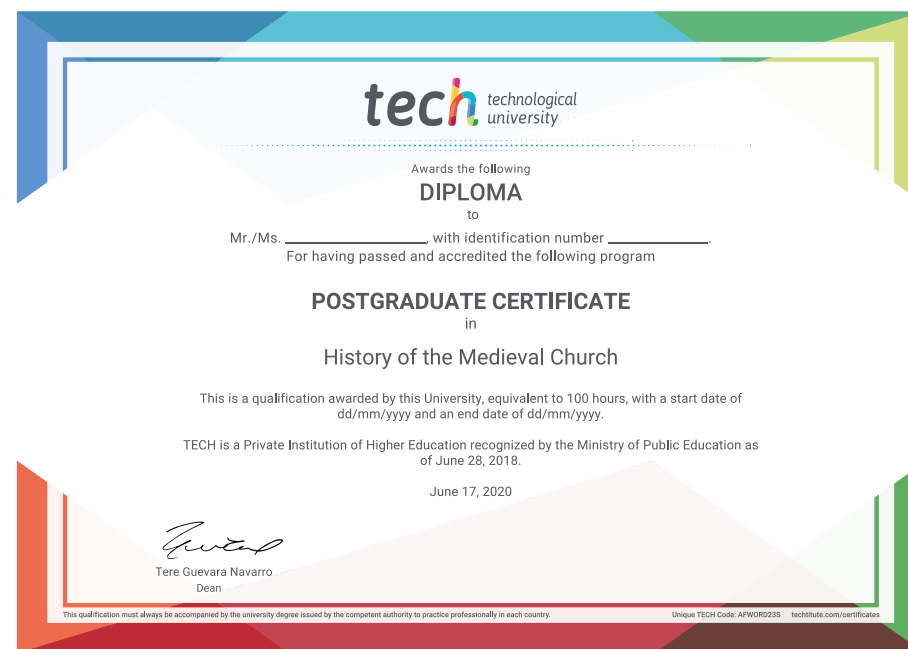 tech technological
university
Awards the following
DIPLOMA
to
Mr./Ms. ____________, with identification number ____________.
For having passed and accredited the following program
POSTGRADUATE CERTIFICATE
in
History of the Medieval Church
This is a qualification awarded by this University, equivalent to 100 hours, with a start date of
dd/mm/yyyy and an end date of dd/mm/yyyy.
TECH is a Private Institution of Higher Education recognized by the Ministry of Public Education as
of June 28, 2018.
June 17, 2020
Tere Guevara Navarro
Dean
This qualification must always be accompanied by the university degree issued by the competent authority to practice professionally in each country.
Unique TECH Code: AFWORD23S techtitute.com/certificates